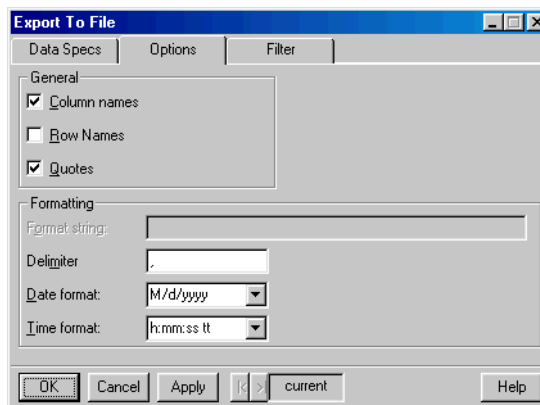 Export To File
Data Specs Options Filter
General
Column names
Row Names
Quotes
Formatting
Format string:
Delimiter ,
Date format: M/d/yyyy
Time format: h:mm:ss tt
OK Cancel Apply |< > current Help